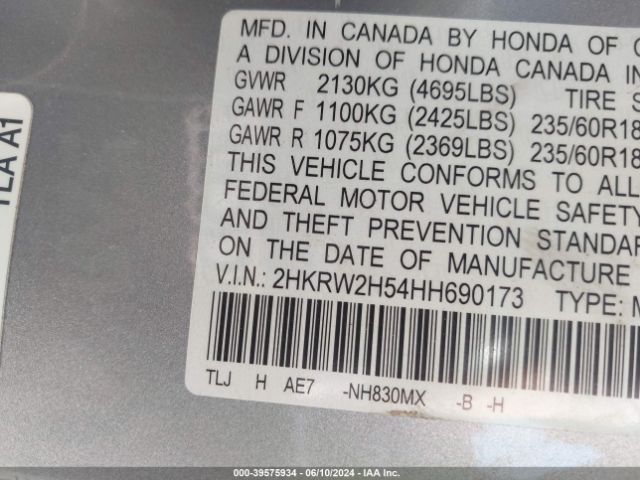 MFD. IN CANADA BY HONDA OF C
A DIVISION OF HONDA CANADA IN
GVWR 2130KG (4695LBS) TIRE S
GAWR F 1100KG (2425LBS) 235/60R18
GAWR R 1075KG (2369LBS) 235/60R18
THIS VEHICLE CONFORMS TO ALL
FEDERAL MOTOR VEHICLE SAFETY
AND THEFT PREVENTION STANDAR
ON THE DATE OF MANUFACTURE
V.I.N.: 2HKRW2H54HH690173 TYPE: M
TLJ H AE7 -NH830MX -B -H
TLA A1
000-39575934 / 06/10/2024 / IAA Inc.